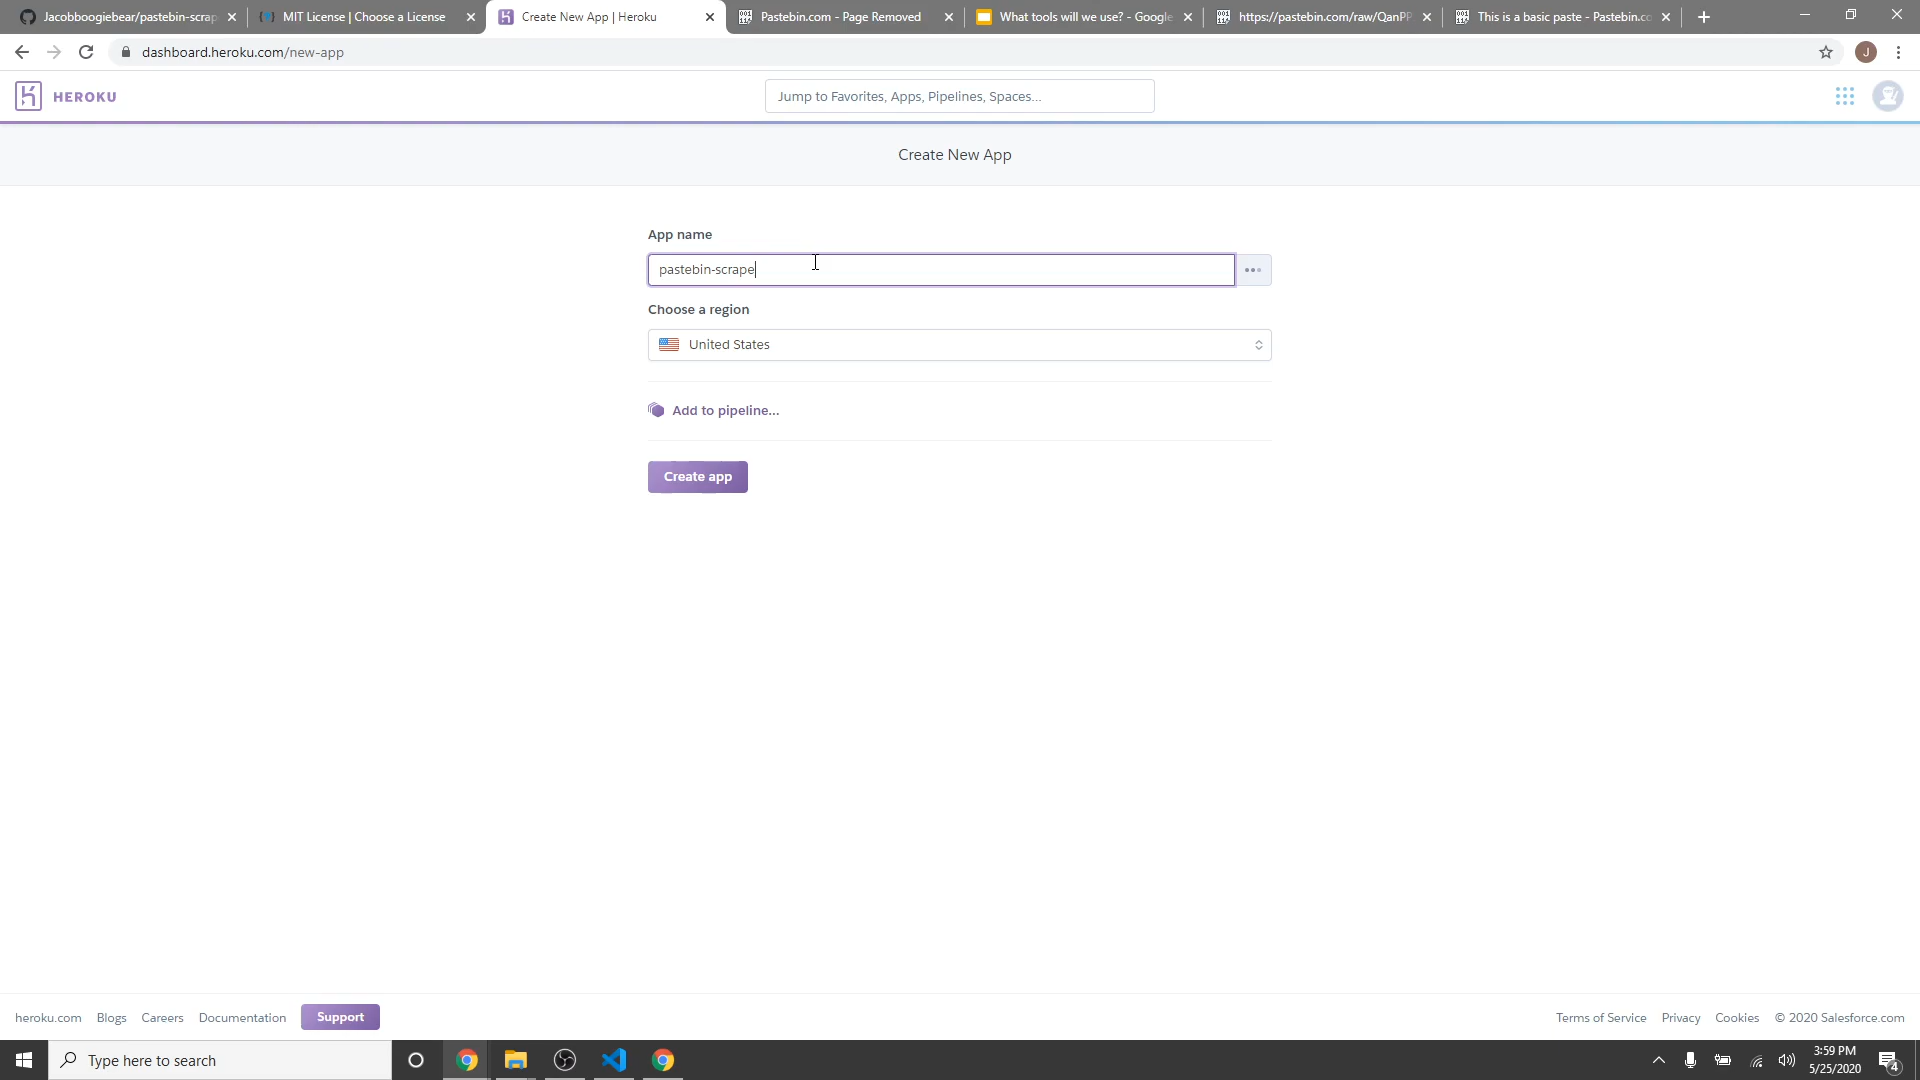 Jacobboogiebear/pastebin-scrap
MIT License | Choose a License
Create New App | Heroku
Pastebin.com - Page Removed
What tools will we use? - Google
https://pastebin.com/raw/QanPP
This is a basic paste - Pastebin.co
dashboard.heroku.com/new-app
J
HEROKU
Jump to Favorites, Apps, Pipelines, Spaces...
Create New App
App name
pastebin-scrape
Choose a region
United States
Add to pipeline...
Create app
heroku.com Blogs Careers Documentation Support
Terms of Service Privacy Cookies © 2020 Salesforce.com
Type here to search
3:59 PM
5/25/2020
4